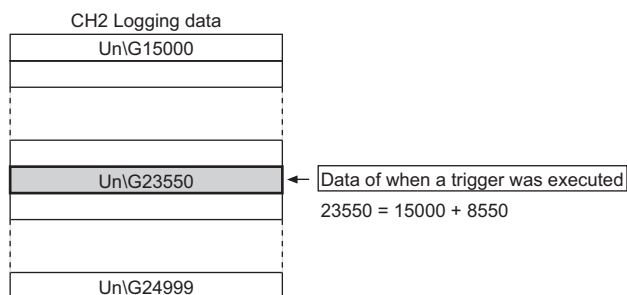 CH2 Logging data
Un\G15000
Un\G23550
Data of when a trigger was executed
23550 = 15000 + 8550
Un\G24999